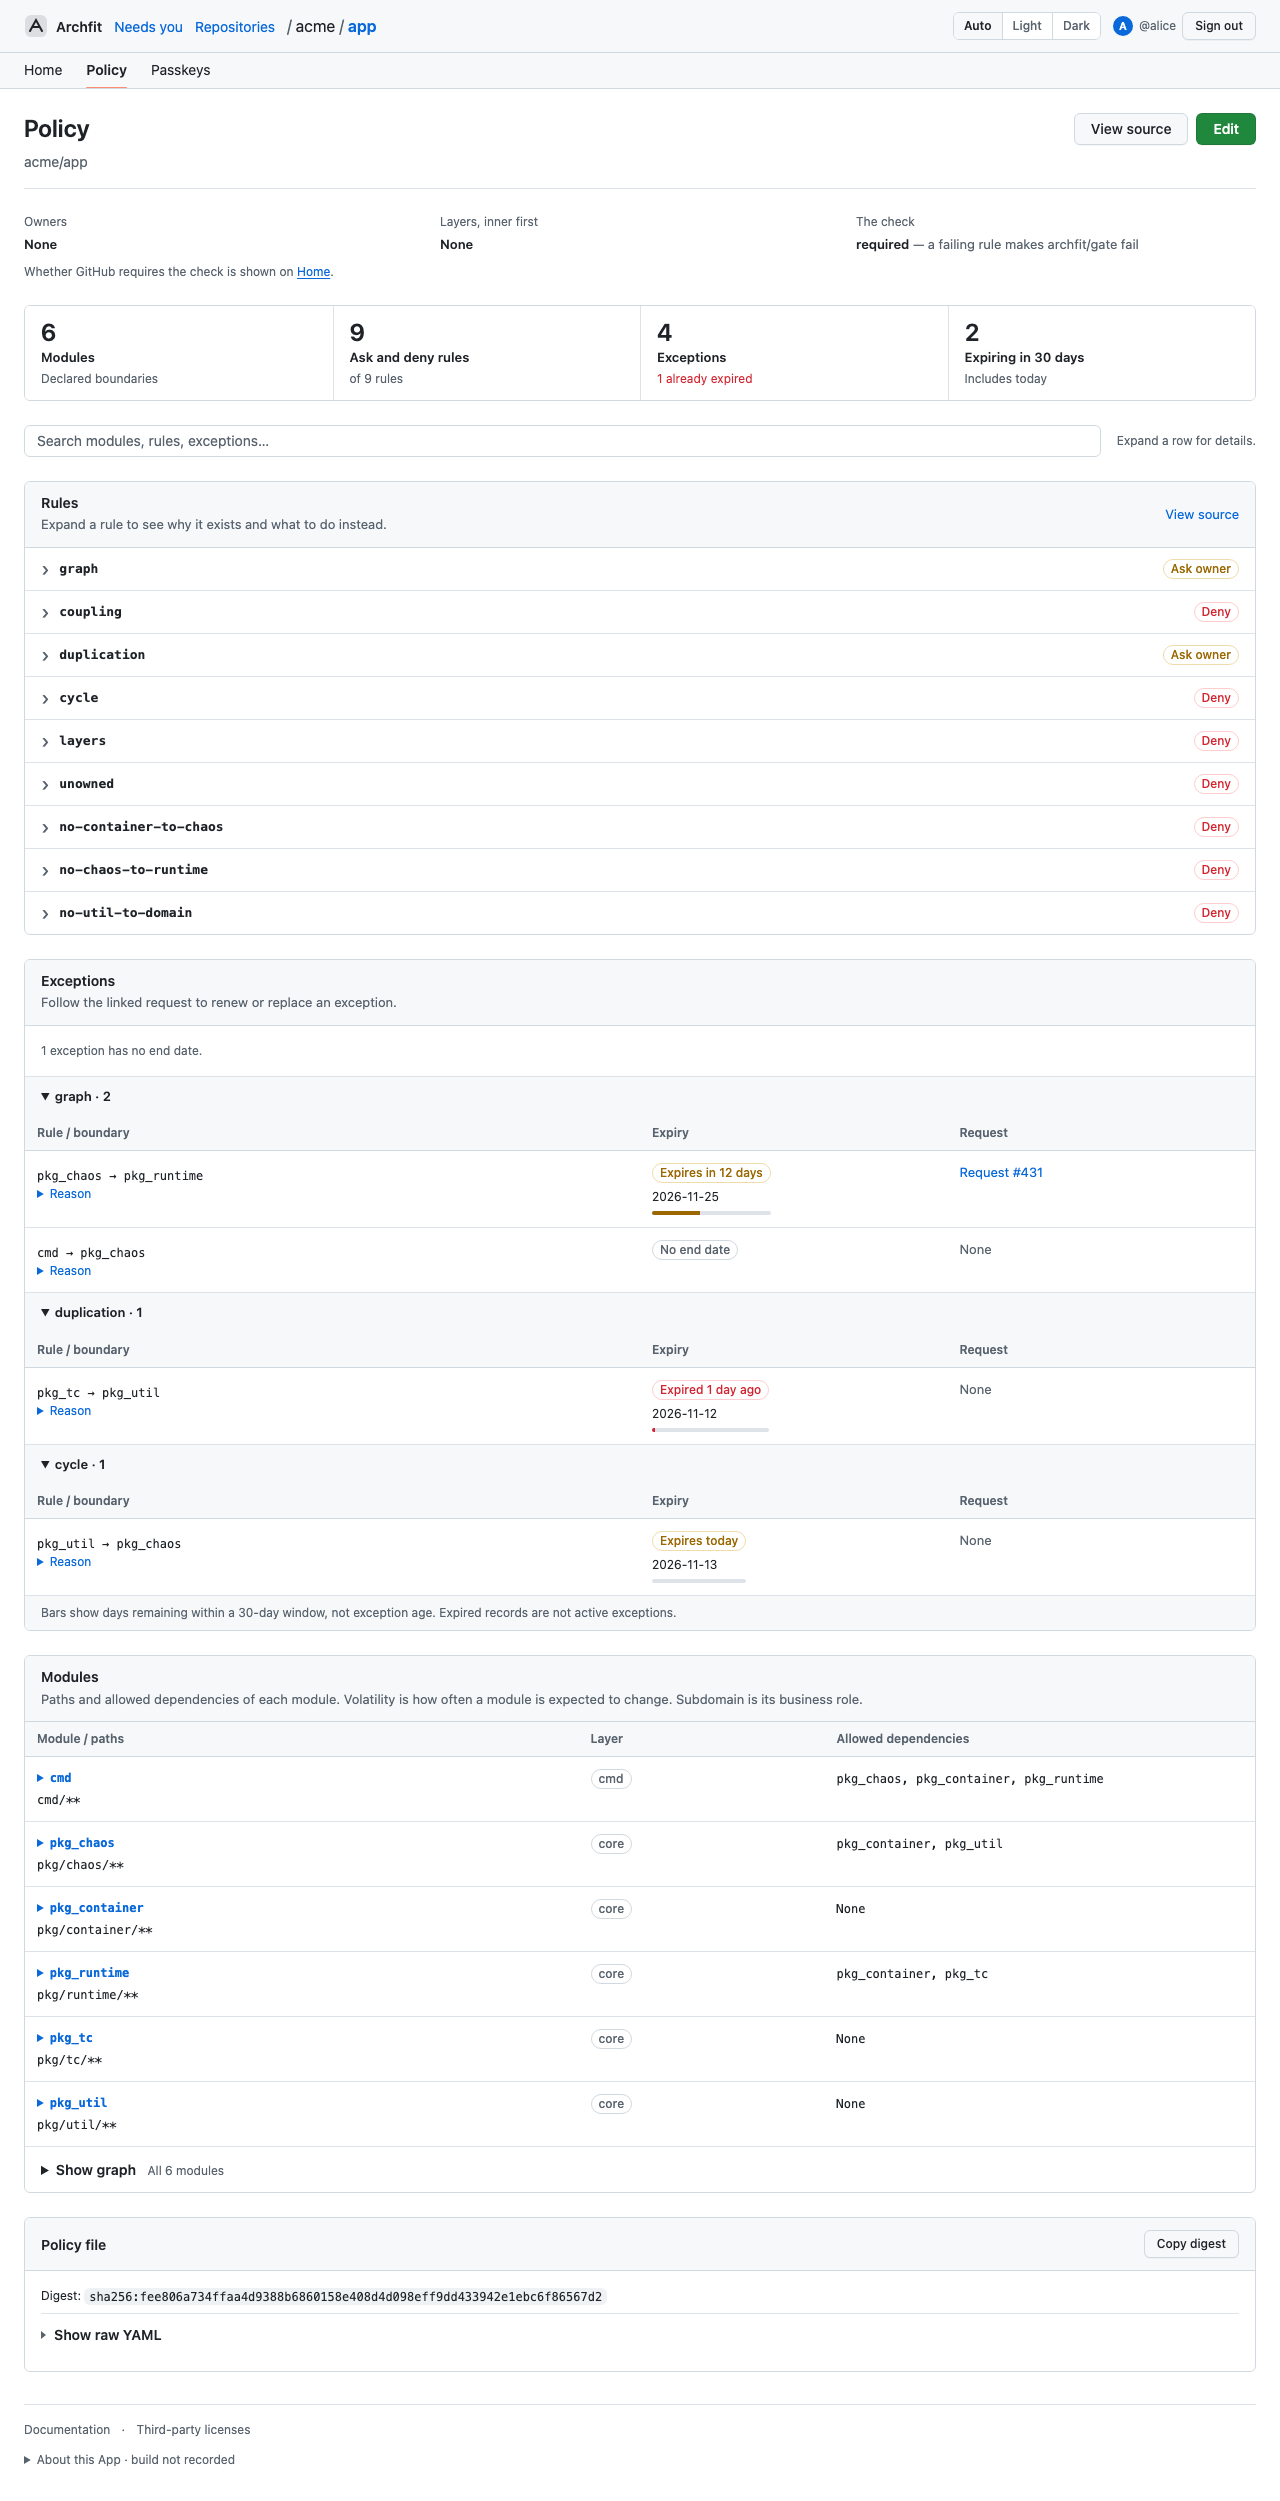 Archfit Needs you Repositories / acme / app Auto Light Dark A @alice Sign out
Home Policy Passkeys
Policy View source Edit
acme/app
Owners Layers, inner first The check
None None required — a failing rule makes archfit/gate fail
Whether GitHub requires the check is shown on Home.
6 9 4 2
Modules Ask and deny rules Exceptions Expiring in 30 days
Declared boundaries of 9 rules 1 already expired Includes today
Search modules, rules, exceptions… Expand a row for details.
Rules
Expand a rule to see why it exists and what to do instead. View source
graph Ask owner
coupling Deny
duplication Ask owner
cycle Deny
layers Deny
unowned Deny
no-container-to-chaos Deny
no-chaos-to-runtime Deny
no-util-to-domain Deny
Exceptions
Follow the linked request to renew or replace an exception.
1 exception has no end date.
▼ graph · 2
Rule / boundary Expiry Request
pkg_chaos → pkg_runtime Expires in 12 days Request #431
▶ Reason 2026-11-25
cmd → pkg_chaos No end date None
▶ Reason
▼ duplication · 1
Rule / boundary Expiry Request
pkg_tc → pkg_util Expired 1 day ago None
▶ Reason 2026-11-12
▼ cycle · 1
Rule / boundary Expiry Request
pkg_util → pkg_chaos Expires today None
▶ Reason 2026-11-13
Bars show days remaining within a 30-day window, not exception age. Expired records are not active exceptions.
Modules
Paths and allowed dependencies of each module. Volatility is how often a module is expected to change. Subdomain is its business role.
Module / paths Layer Allowed dependencies
▶ cmd cmd pkg_chaos, pkg_container, pkg_runtime
cmd/**
▶ pkg_chaos core pkg_container, pkg_util
pkg/chaos/**
▶ pkg_container core None
pkg/container/**
▶ pkg_runtime core pkg_container, pkg_tc
pkg/runtime/**
▶ pkg_tc core None
pkg/tc/**
▶ pkg_util core None
pkg/util/**
▶ Show graph All 6 modules
Policy file Copy digest
Digest: sha256:fee806a734ffaa4d9388b6860158e408d4d098eff9dd433942e1ebc6f86567d2
▶ Show raw YAML
Documentation · Third-party licenses
▶ About this App · build not recorded